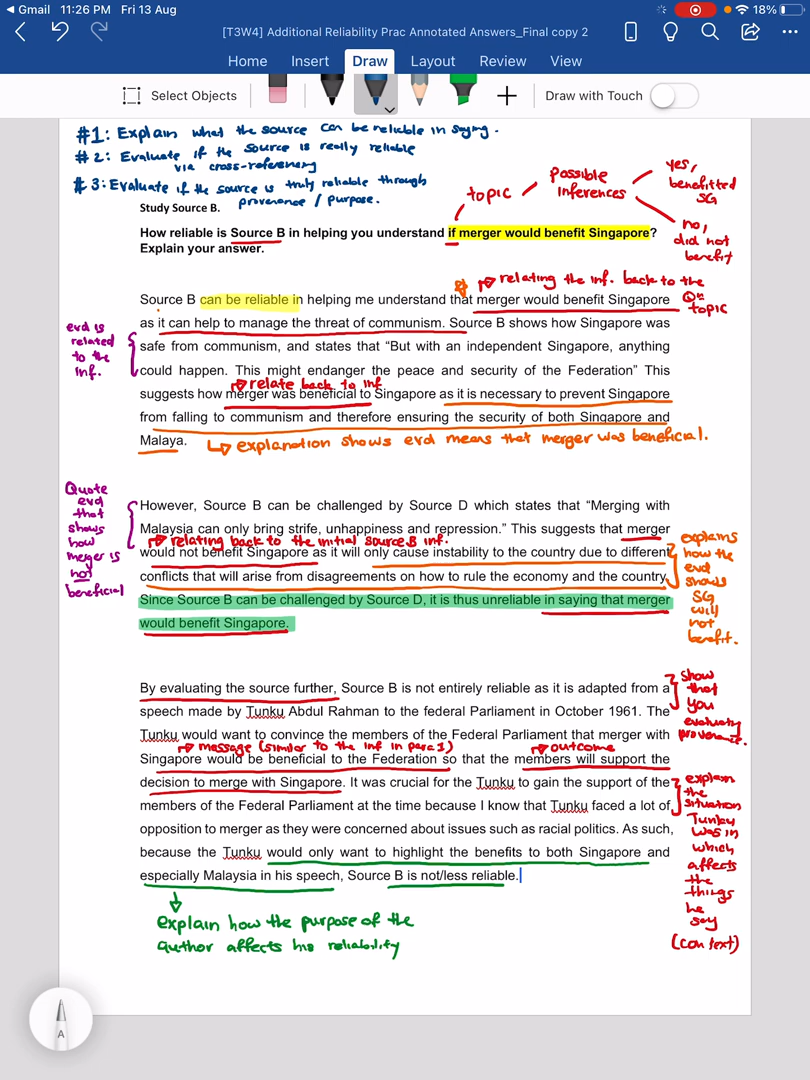 Gmail 11:26 PM Fri 13 Aug 18%
[T3W4] Additional Reliability Prac Annotated Answers_Final copy 2
Home Insert Draw Layout Review View
Select Objects Draw with Touch
#1: Explain what the source can be reliable in saying.
#2: Evaluate if the source is really reliable
via cross-referencing
#3: Evaluate if the source is truly reliable through
provenance / purpose.
topic
possible
inferences
yes,
benefitted
SG
no,
did not
benefit
Study Source B.
How reliable is Source B in helping you understand if merger would benefit Singapore?
Explain your answer.
relating the inf. back to the
Qn
topic
Source B can be reliable in helping me understand that merger would benefit Singapore
as it can help to manage the threat of communism. Source B shows how Singapore was
safe from communism, and states that “But with an independent Singapore, anything
could happen. This might endanger the peace and security of the Federation” This
relate back to inf
suggests how merger was beneficial to Singapore as it is necessary to prevent Singapore
from falling to communism and therefore ensuring the security of both Singapore and
Malaya.
explanation shows evd means that merger was beneficial.
evd is
related
to the
inf.
Quote
evd
that
shows
how
merger is
not
beneficial
However, Source B can be challenged by Source D which states that “Merging with
Malaysia can only bring strife, unhappiness and repression.” This suggests that merger
relating back to the initial source B inf.
would not benefit Singapore as it will only cause instability to the country due to different
conflicts that will arise from disagreements on how to rule the economy and the country.
Since Source B can be challenged by Source D, it is thus unreliable in saying that merger
would benefit Singapore.
explains
how the
evd
shows
SG
will
not
benefit.
By evaluating the source further, Source B is not entirely reliable as it is adapted from a
speech made by Tunku Abdul Rahman to the federal Parliament in October 1961. The
Tunku would want to convince the members of the Federal Parliament that merger with
message (similar to the inf in para 1)
outcome
Singapore would be beneficial to the Federation so that the members will support the
decision to merge with Singapore. It was crucial for the Tunku to gain the support of the
members of the Federal Parliament at the time because I know that Tunku faced a lot of
opposition to merger as they were concerned about issues such as racial politics. As such,
because the Tunku would only want to highlight the benefits to both Singapore and
especially Malaysia in his speech, Source B is not/less reliable.
show
that
you
evaluating
provenance.
explain
the
situation
Tunku
was in
which
affects
the
things
he
say
(context)
explain how the purpose of the
author affects his reliability
A